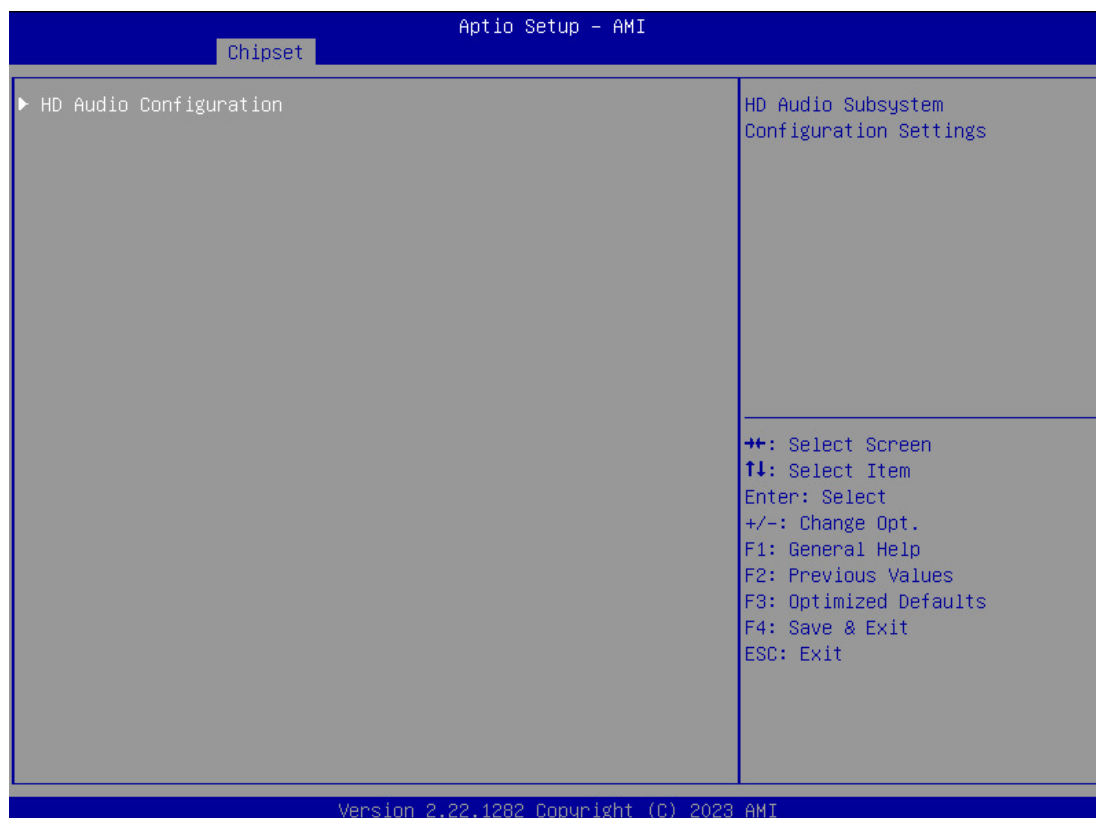 Aptio Setup – AMI
Chipset
▶ HD Audio Configuration
HD Audio Subsystem
Configuration Settings
→←: Select Screen
↑↓: Select Item
Enter: Select
+/-: Change Opt.
F1: General Help
F2: Previous Values
F3: Optimized Defaults
F4: Save & Exit
ESC: Exit
Version 2.22.1282 Copyright (C) 2023 AMI